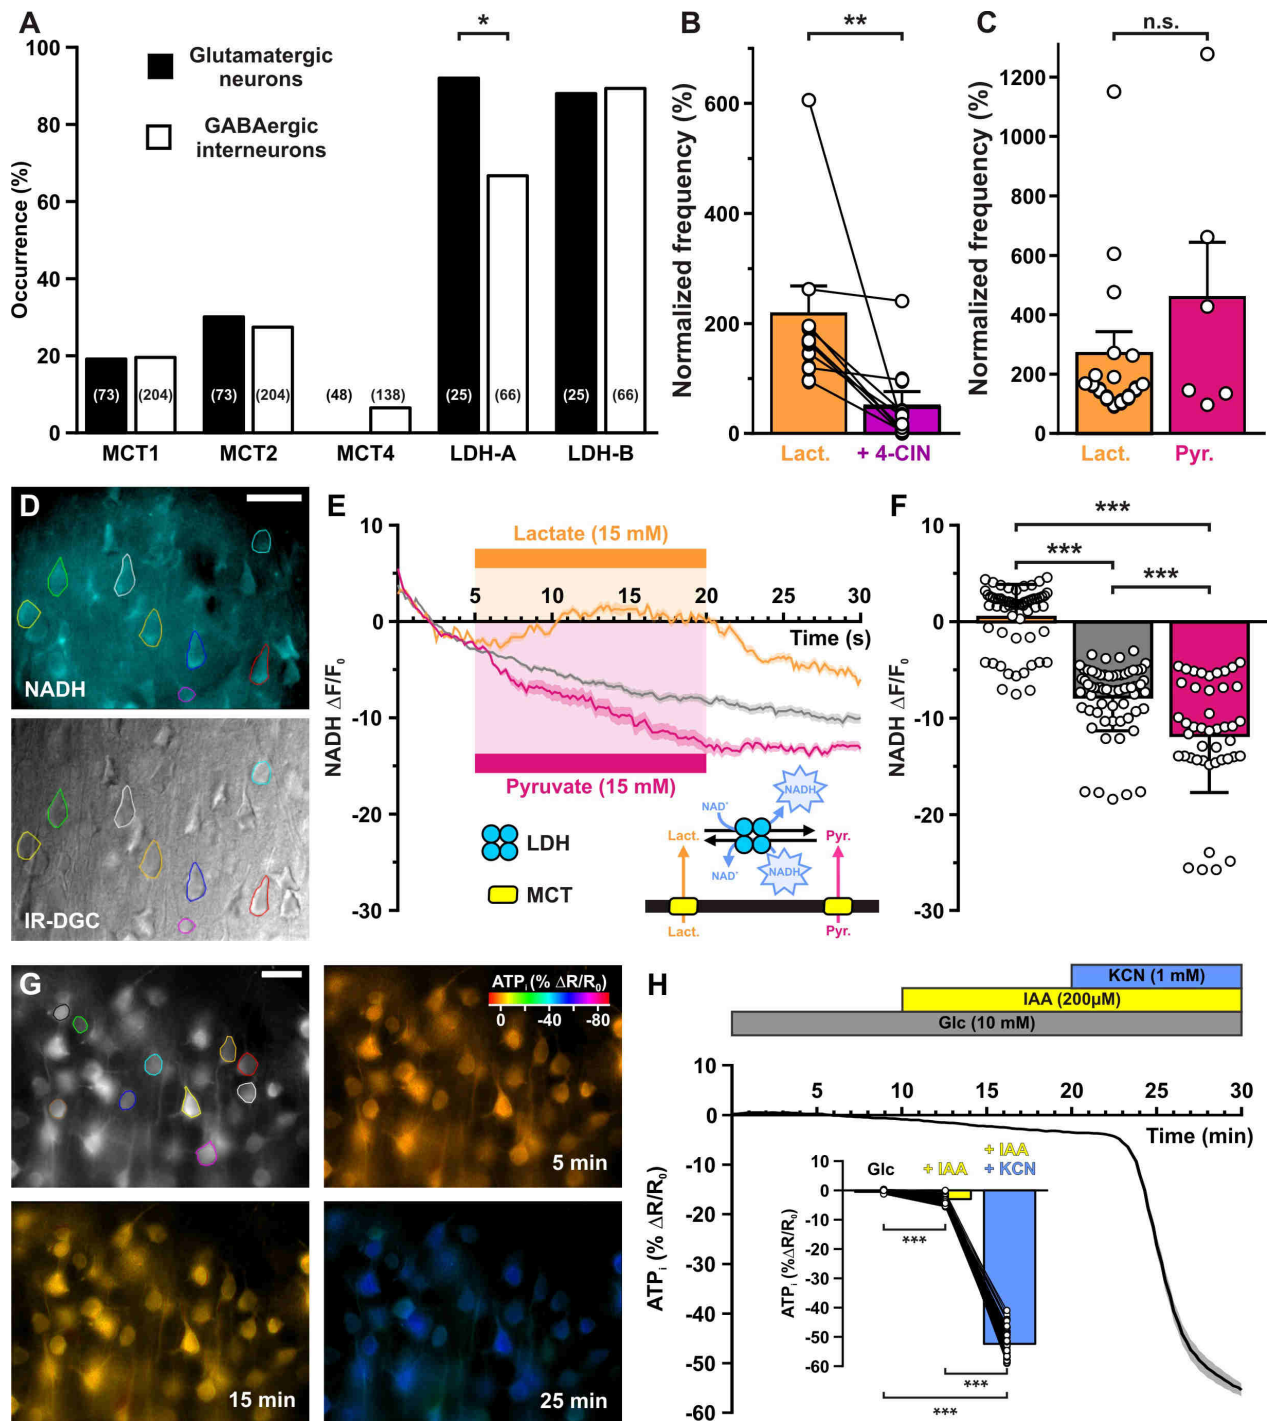 A
Occurrence (%)
100
80
60
40
20
0
Glutamatergic
neurons
GABAergic
interneurons
*
(73)
(204)
(73)
(204)
(48)
(138)
(25)
(66)
(25)
(66)
MCT1
MCT2
MCT4
LDH-A
LDH-B
B
Normalized frequency (%)
**
600
400
200
0
Lact.
+ 4-CIN
C
Normalized frequency (%)
n.s.
1200
1000
800
600
400
200
0
Lact.
Pyr.
D
NADH
IR-DGC
E
NADH ΔF/F0
10
0
-10
-20
-30
Lactate (15 mM)
5
10
15
20
25
30
Time (s)
Pyruvate (15 mM)
LDH
MCT
NAD+
NADH
Lact.
Pyr.
NAD+
NADH
Lact.
Pyr.
F
NADH ΔF/F0
***
***
***
10
0
-10
-20
-30
G
ATPi (% ΔR/R0)
0
-40
-80
5 min
15 min
25 min
H
KCN (1 mM)
IAA (200µM)
Glc (10 mM)
ATPi (% ΔR/R0)
10
0
-10
-20
-30
-40
-50
-60
5
10
15
20
25
30
Time (min)
Glc
+ IAA
+ IAA
+ KCN
ATPi (%ΔR/R0)
10
0
-10
-20
-30
-40
-50
-60
***
***
***